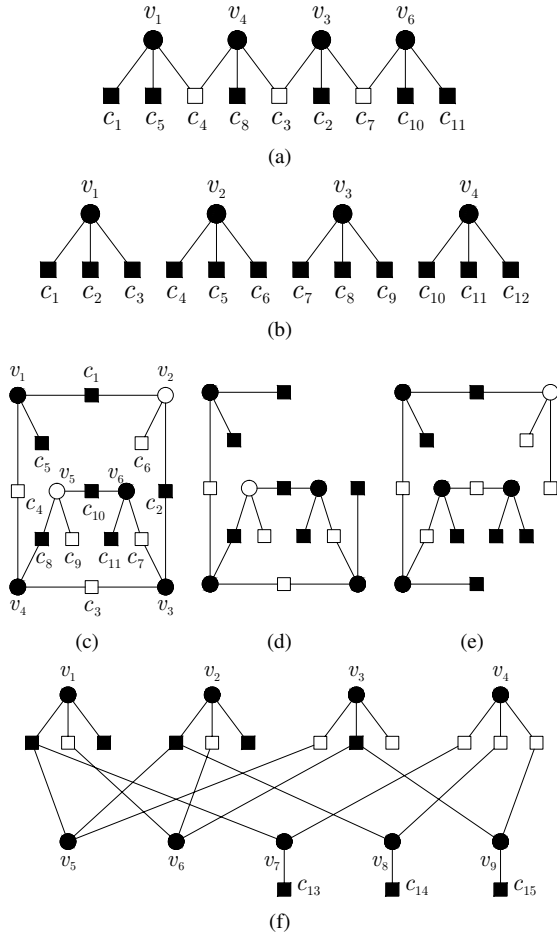 v1 v4 v3 v6
c1 c5 c4 c8 c3 c2 c7 c10 c11
(a)
v1 v2 v3 v4
c1 c2 c3 c4 c5 c6 c7 c8 c9 c10 c11 c12
(b)
v1 c1 v2
c5 c6
v5 v6
c4 c10 c2
c8 c9 c11 c7
v4 c3 v3
(c) (d) (e)
v1 v2 v3 v4
v5 v6 v7 v8 v9
c13 c14 c15
(f)